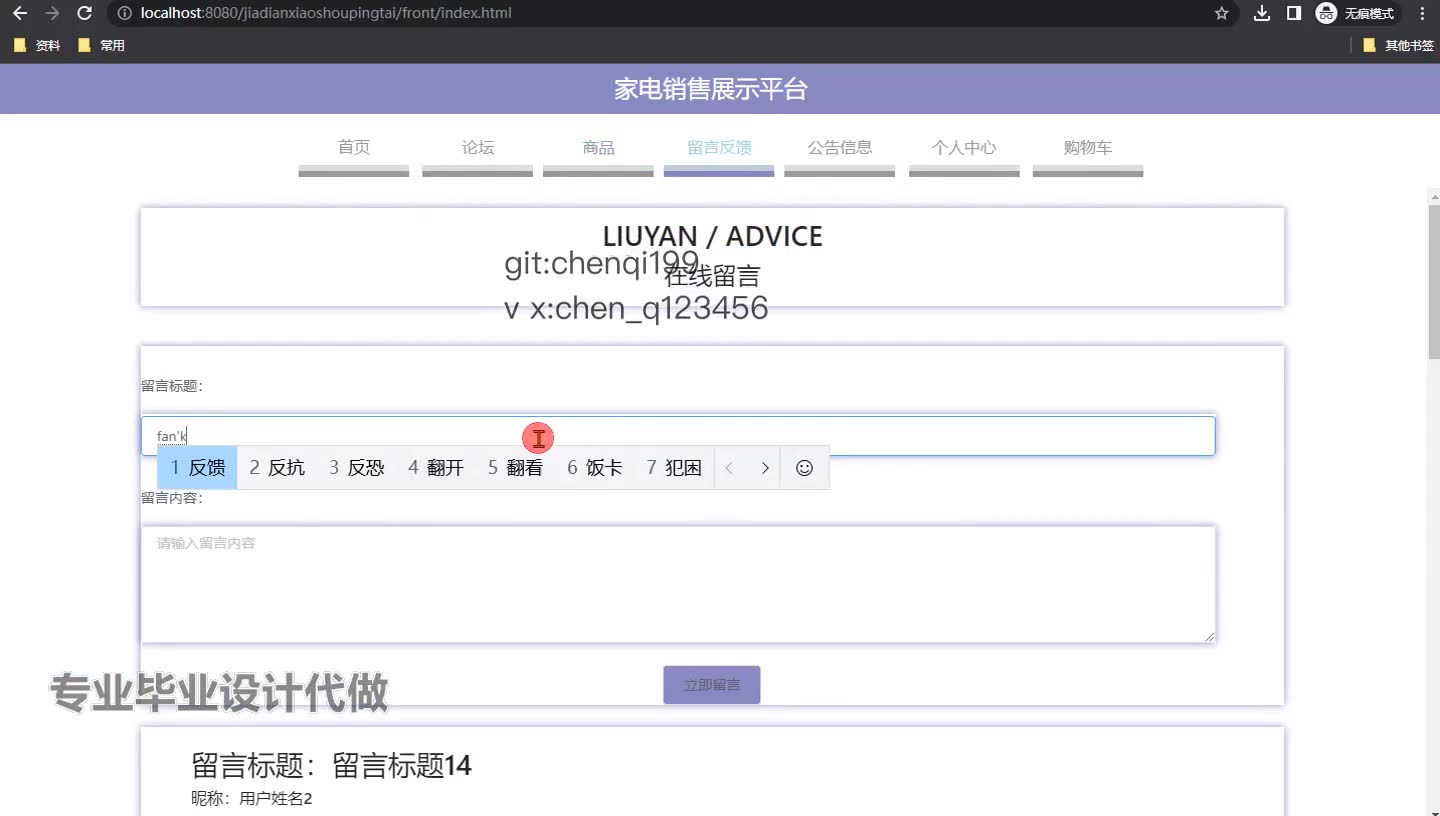 localhost:8080/jiadianxiaoshoupingtai/front/index.html
无痕模式
资料 常用 其他书签
家电销售展示平台
首页 论坛 商品 留言反馈 公告信息 个人中心 购物车
LIUYAN / ADVICE
git:chenqi199
在线留言
v x:chen_q123456
留言标题：
fan'k
1 反馈 2 反抗 3 反恐 4 翻开 5 翻看 6 饭卡 7 犯困
留言内容：
请输入留言内容
立即留言
专业毕业设计代做
留言标题：留言标题14
昵称：用户姓名2